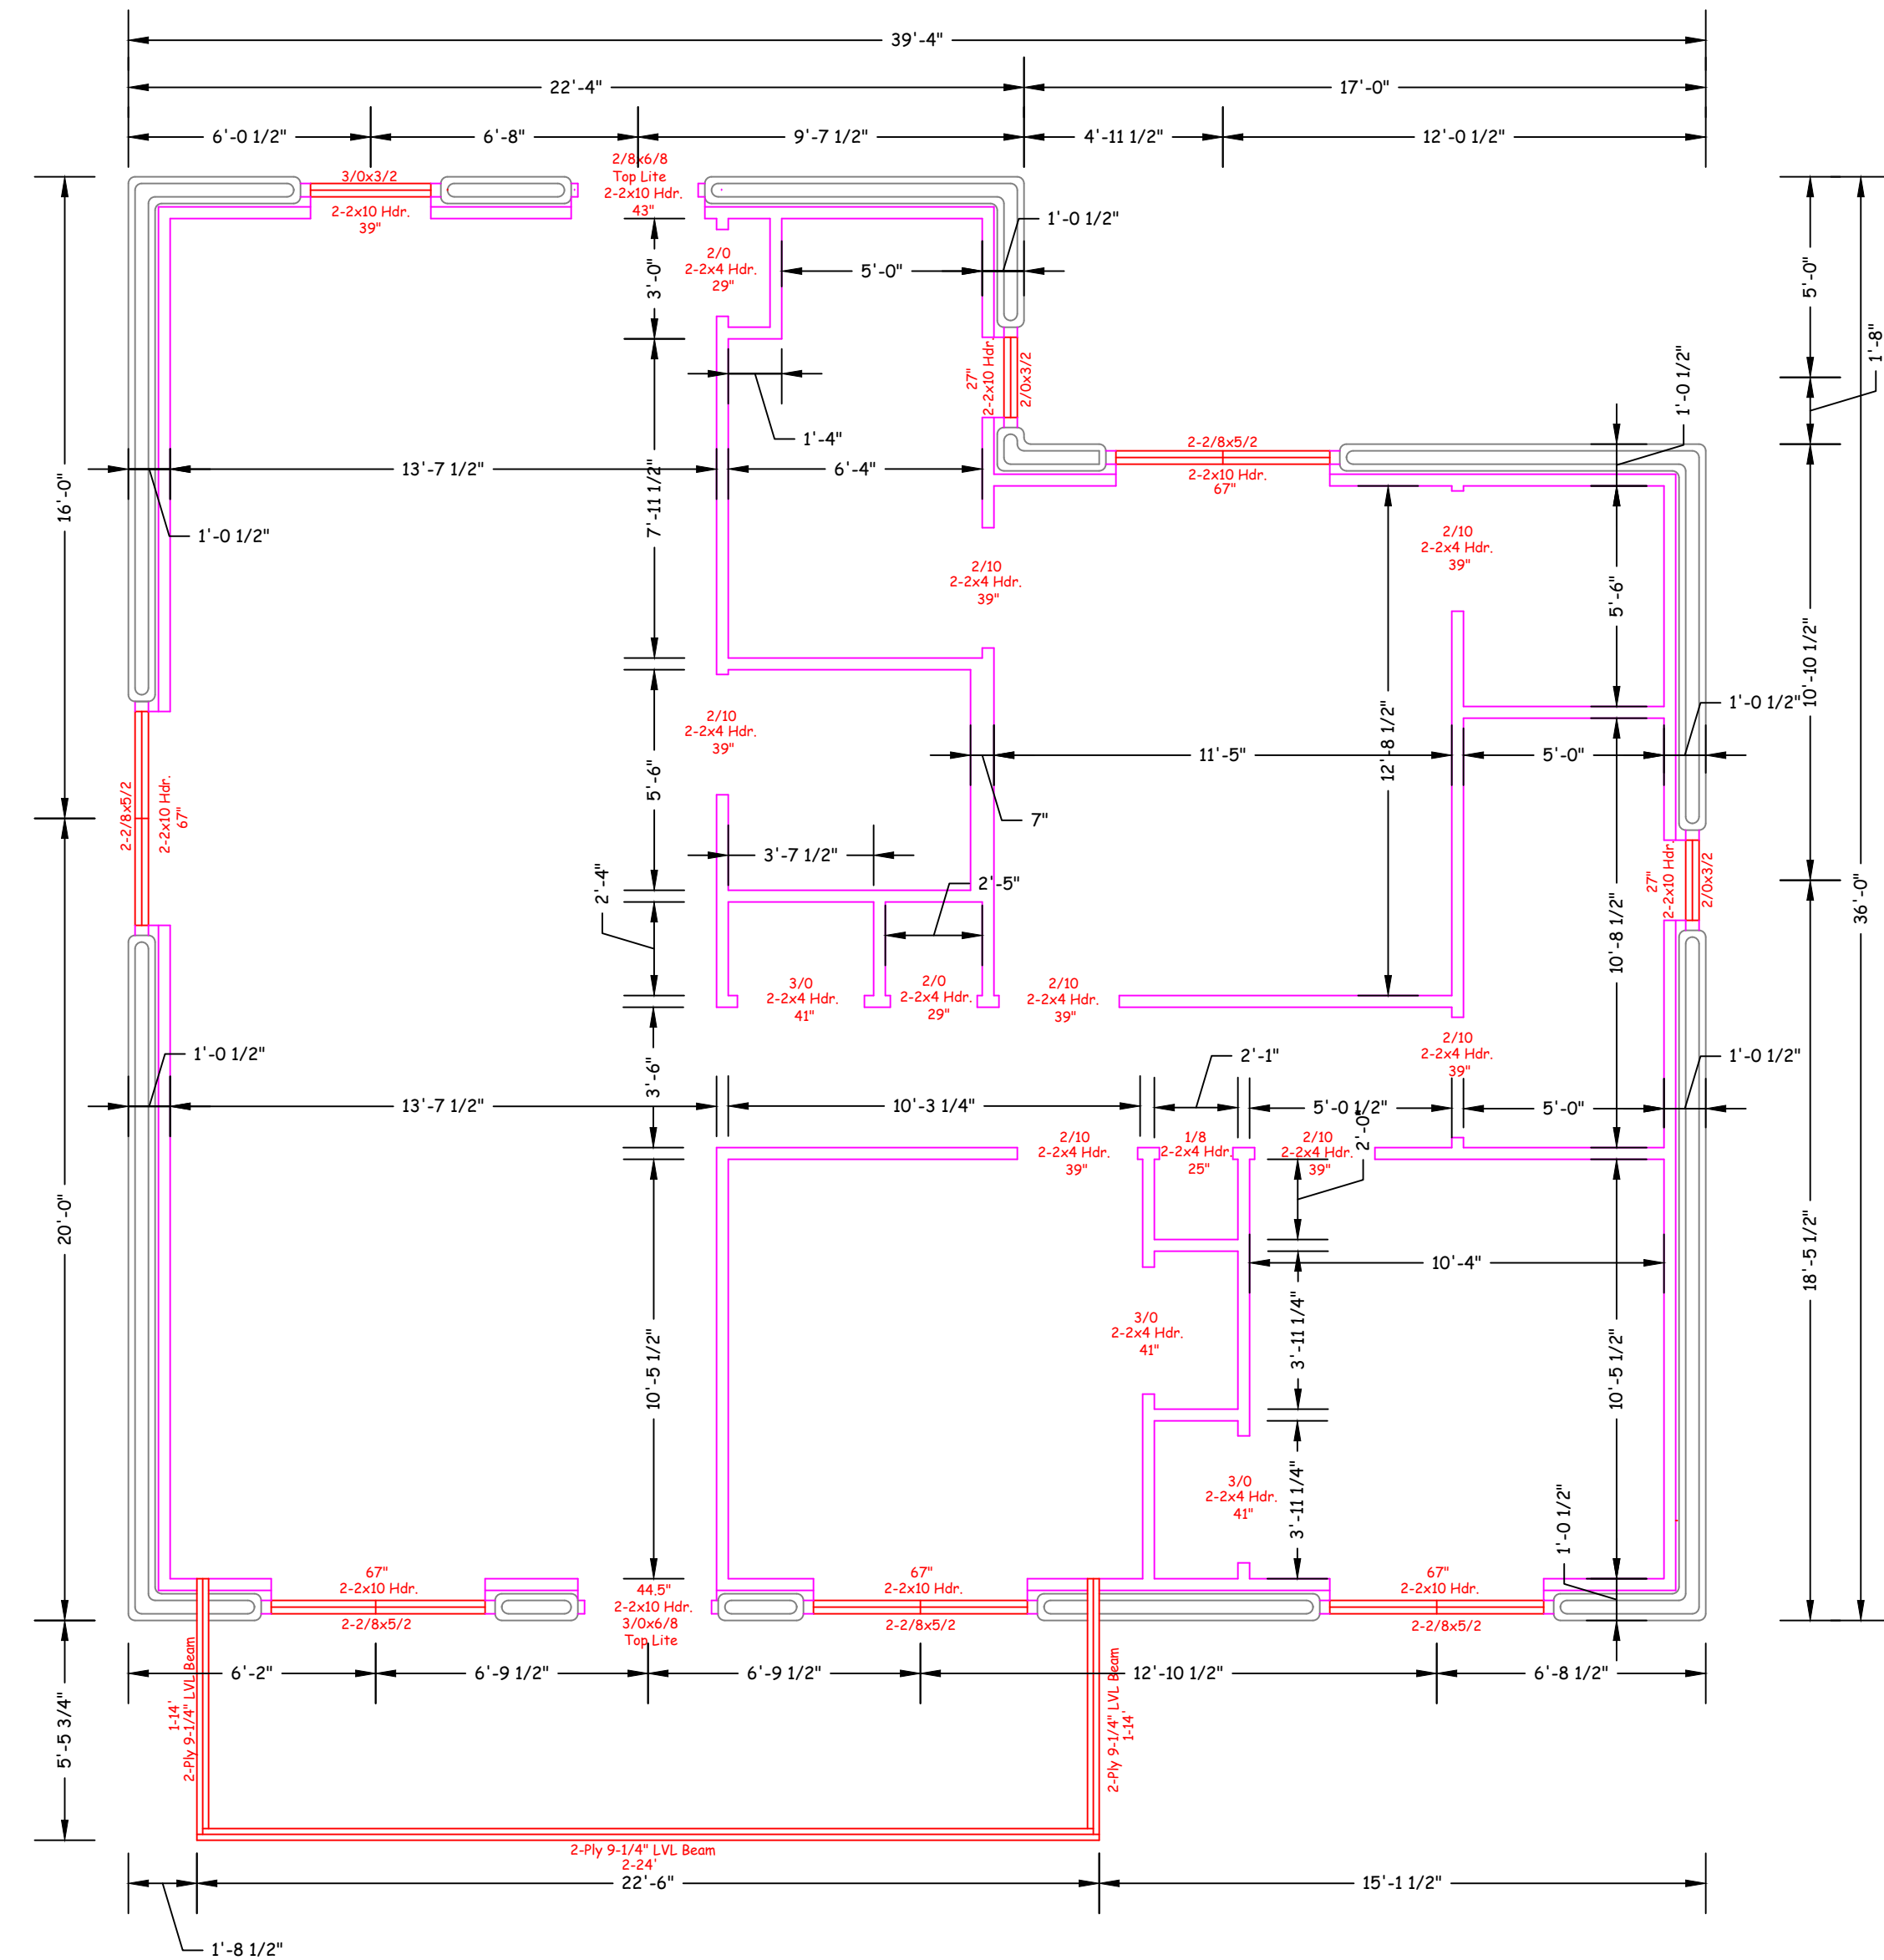 39'-4"
22'-4"
17'-0"
6'-0 1/2"
6'-8"
9'-7 1/2"
4'-11 1/2"
12'-0 1/2"
2/8x6/8
Top Lite
2-2x10 Hdr.
43"
3/0x3/2
2-2x10 Hdr.
39"
1'-0 1/2"
2/0
2-2x4 Hdr.
29"
3'-0"
5'-0"
5'-0"
1'-8"
27"
2-2x10 Hdr.
2/0x3/2
1'-0 1/2"
1'-4"
16'-0"
13'-7 1/2"
7'-11 1/2"
6'-4"
2-2/8x5/2
2-2x10 Hdr.
67"
1'-0 1/2"
2/10
2-2x4 Hdr.
39"
2/10
2-2x4 Hdr.
39"
5'-6"
10'-10 1/2"
1'-0 1/2"
2/10
2-2x4 Hdr.
39"
5'-6"
12'-8 1/2"
11'-5"
5'-0"
7"
2-2/8x5/2
2-2x10 Hdr.
67"
3'-7 1/2"
2'-4"
2'-5"
27"
2-2x10 Hdr.
2/0x3/2
36'-0"
10'-8 1/2"
3/0
2-2x4 Hdr.
41"
2/0
2-2x4 Hdr.
29"
2/10
2-2x4 Hdr.
39"
2/10
2-2x4 Hdr.
39"
1'-0 1/2"
3'-6"
2'-1"
1'-0 1/2"
13'-7 1/2"
10'-3 1/4"
5'-0 1/2"
5'-0"
2'-0"
2/10
2-2x4 Hdr.
39"
1/8
2-2x4 Hdr.
25"
2/10
2-2x4 Hdr.
39"
20'-0"
10'-4"
18'-5 1/2"
3/0
2-2x4 Hdr.
41"
3'-11 1/4"
10'-5 1/2"
10'-5 1/2"
3/0
2-2x4 Hdr.
41"
3'-11 1/4"
1'-0 1/2"
67"
2-2x10 Hdr.
2-2/8x5/2
44.5"
2-2x10 Hdr.
3/0x6/8
Top Lite
67"
2-2x10 Hdr.
2-2/8x5/2
67"
2-2x10 Hdr.
2-2/8x5/2
6'-2"
6'-9 1/2"
6'-9 1/2"
12'-10 1/2"
6'-8 1/2"
5'-5 3/4"
1-14'
2-Ply 9-1/4" LVL Beam
2-Ply 9-1/4" LVL Beam
1-14'
2-Ply 9-1/4" LVL Beam
2-24'
22'-6"
15'-1 1/2"
1'-8 1/2"